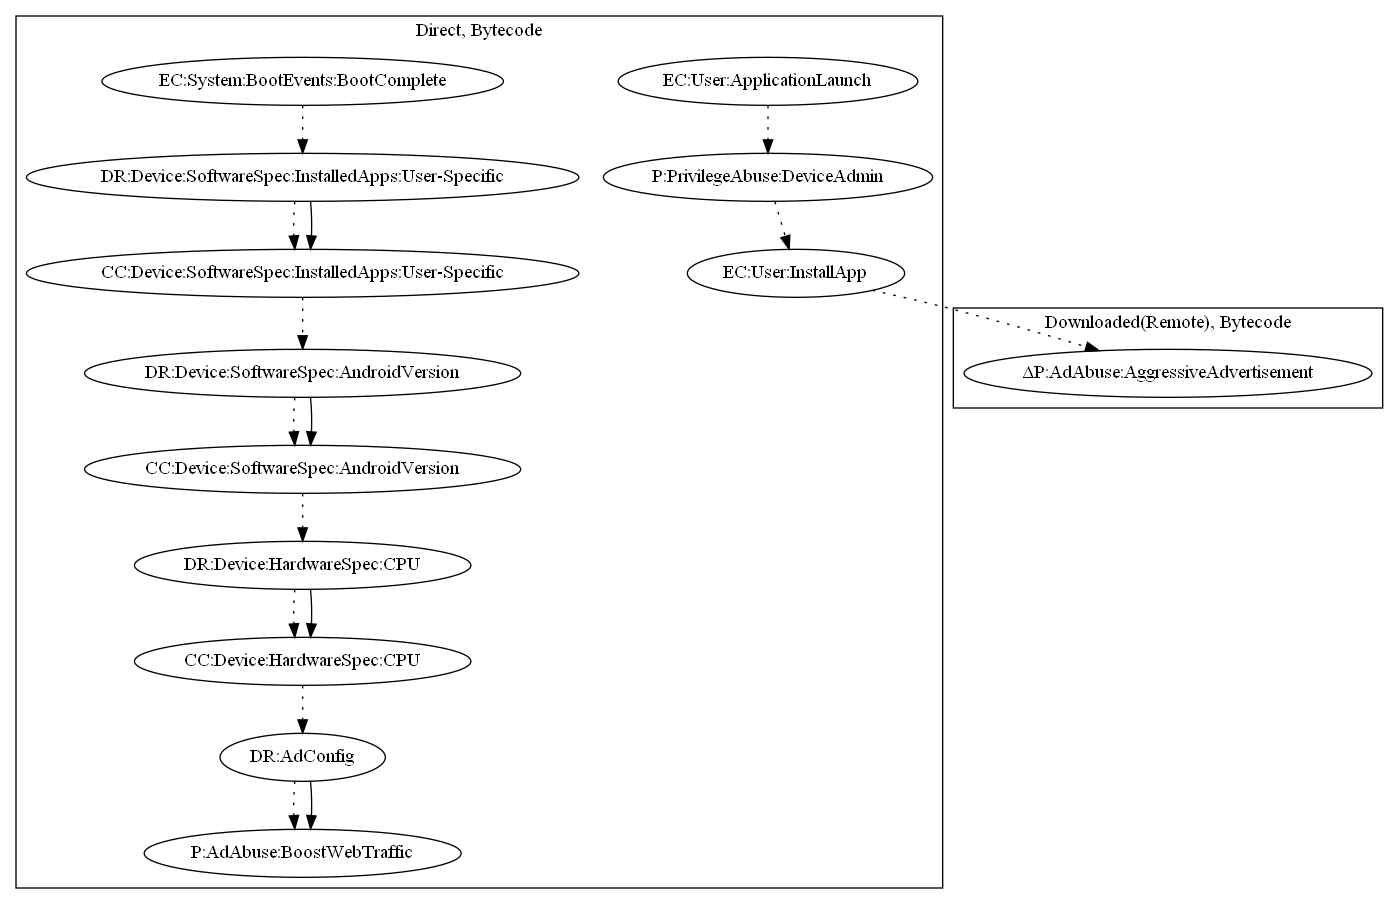 Direct, Bytecode
EC:System:BootEvents:BootComplete
EC:User:ApplicationLaunch
DR:Device:SoftwareSpec:InstalledApps:User-Specific
P:PrivilegeAbuse:DeviceAdmin
CC:Device:SoftwareSpec:InstalledApps:User-Specific
EC:User:InstallApp
Downloaded(Remote), Bytecode
DR:Device:SoftwareSpec:AndroidVersion
ΔP:AdAbuse:AggressiveAdvertisement
CC:Device:SoftwareSpec:AndroidVersion
DR:Device:HardwareSpec:CPU
CC:Device:HardwareSpec:CPU
DR:AdConfig
P:AdAbuse:BoostWebTraffic